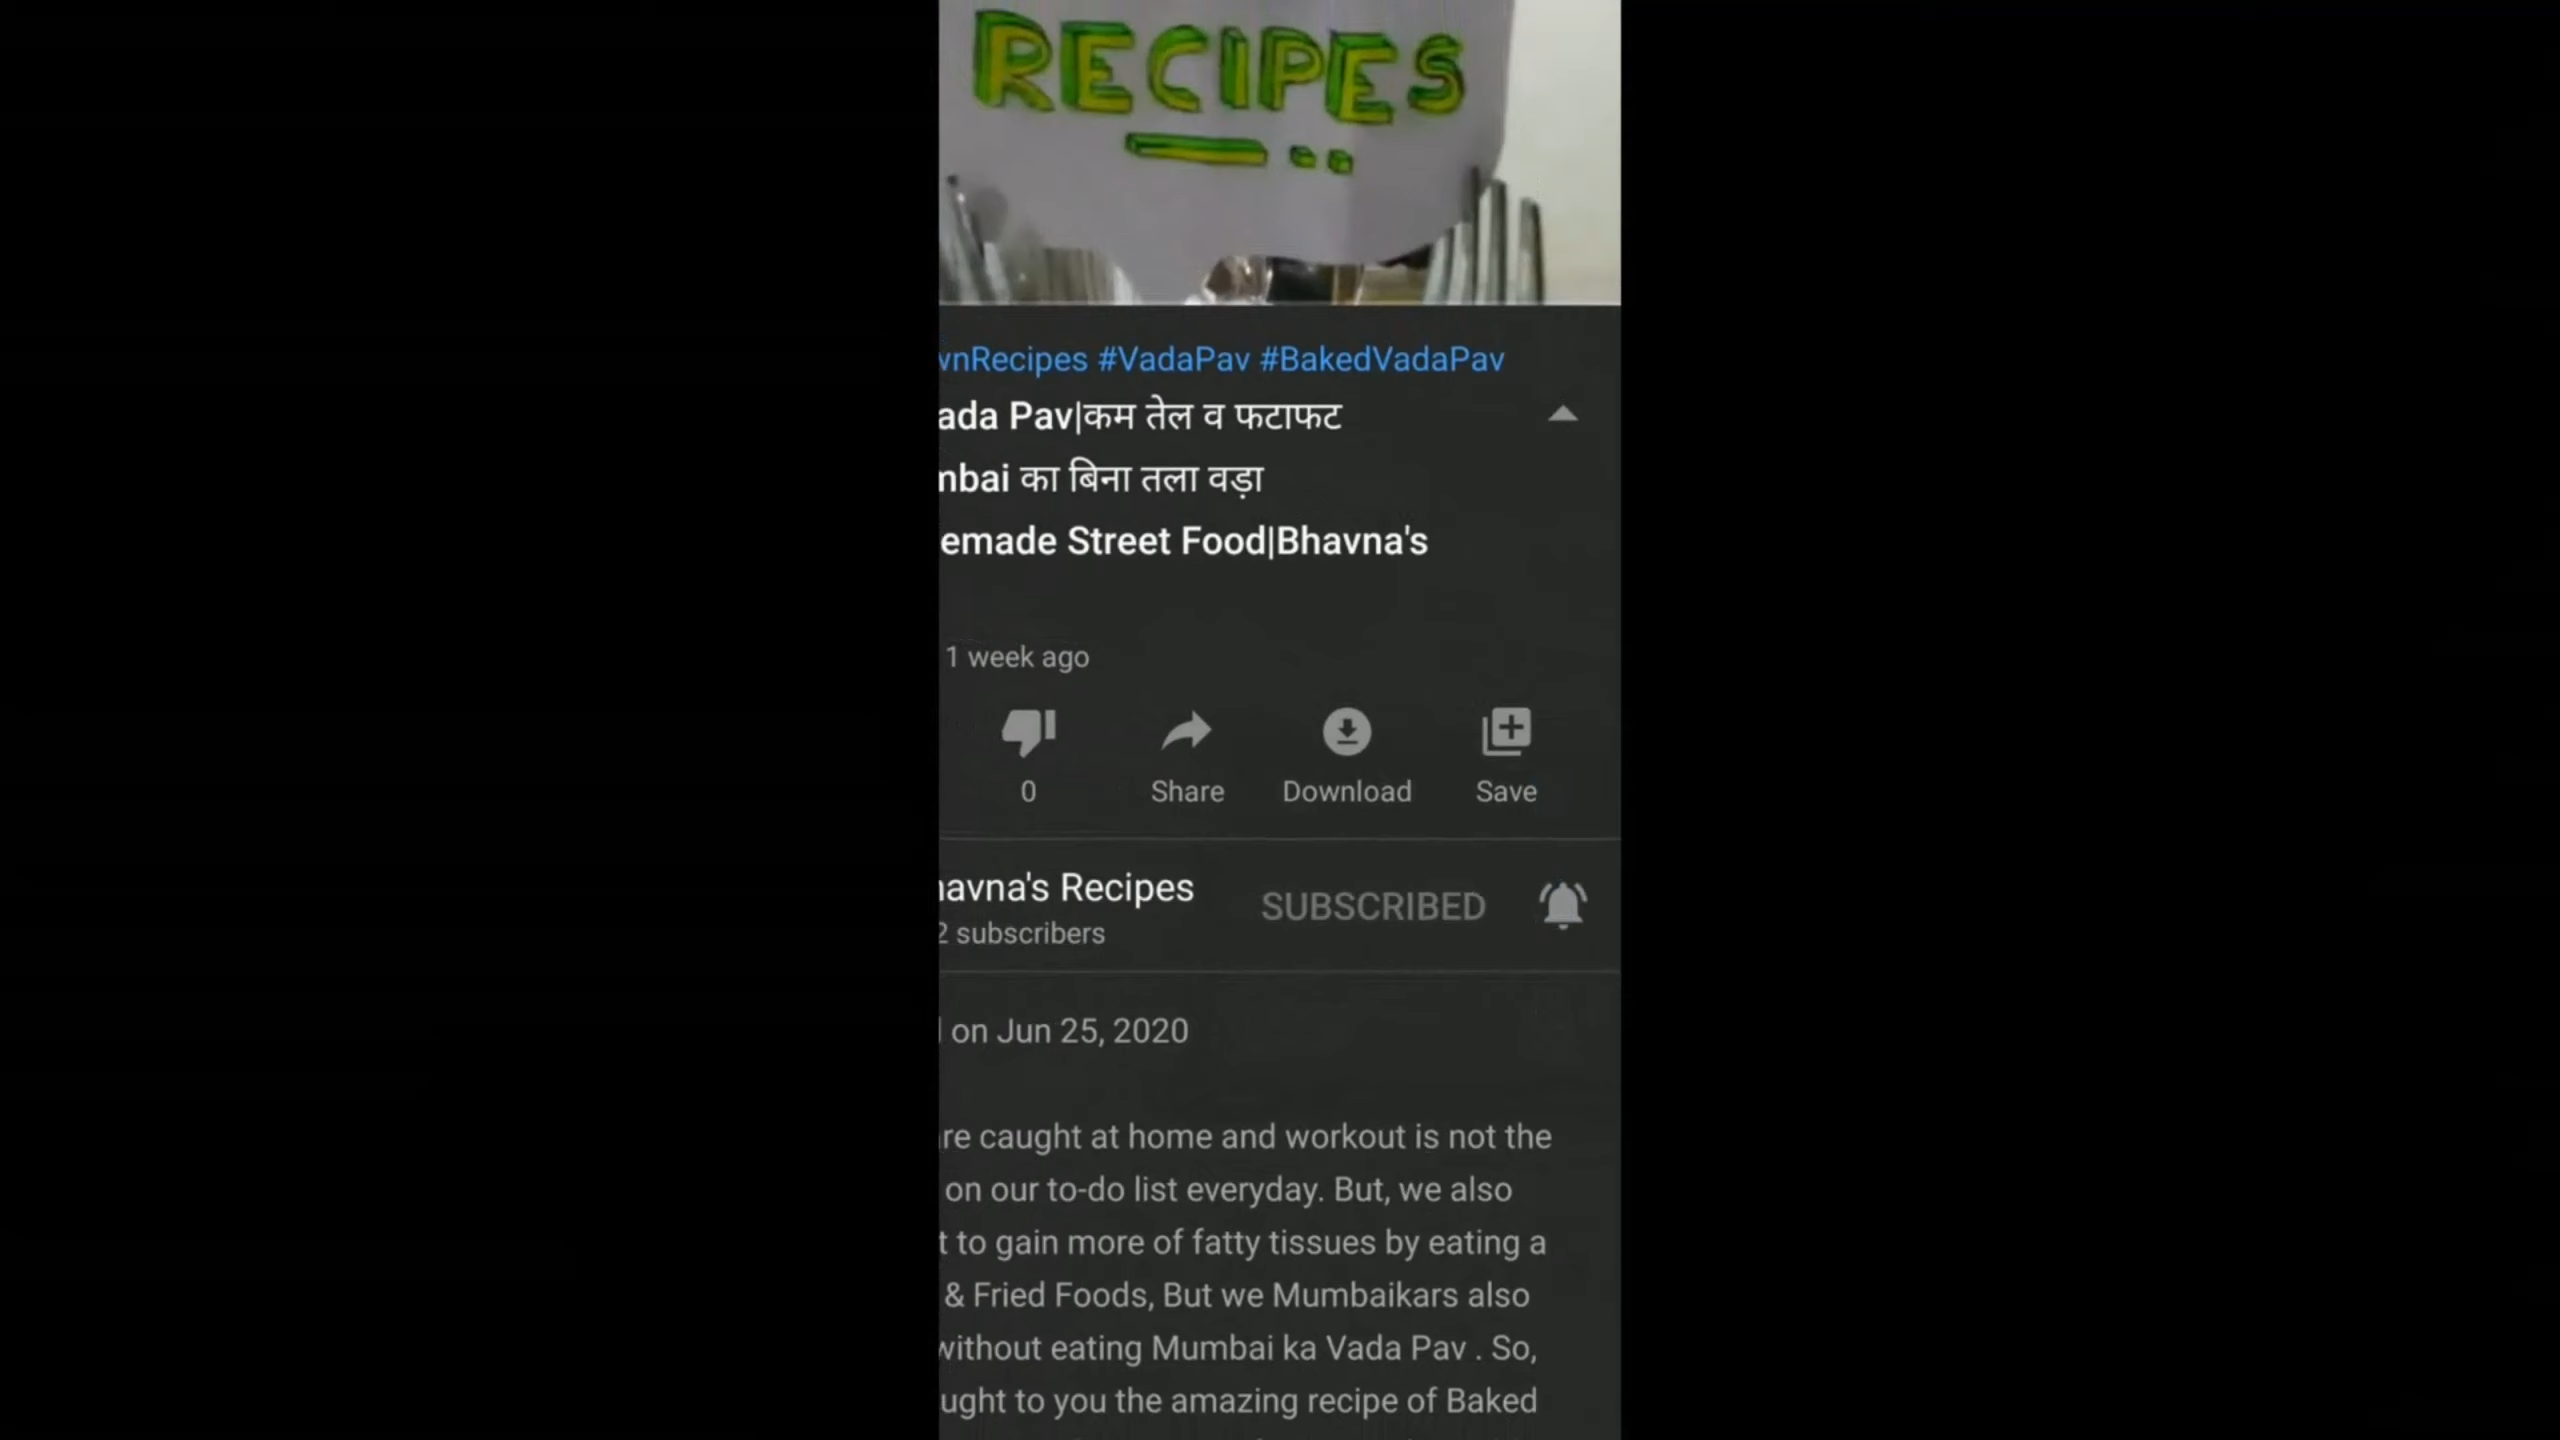 RECIPES
wnRecipes #VadaPav #BakedVadaPav
ada Pav|कम तेल व फटाफट
mbai का बिना तला वड़ा
emade Street Food|Bhavna's
1 week ago
0 Share Download Save
havna's Recipes
SUBSCRIBED
2 subscribers
on Jun 25, 2020
re caught at home and workout is not the
on our to-do list everyday. But, we also
t to gain more of fatty tissues by eating a
& Fried Foods, But we Mumbaikars also
without eating Mumbai ka Vada Pav . So,
ught to you the amazing recipe of Baked